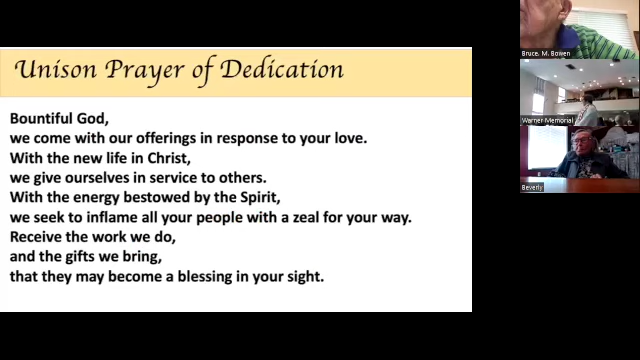 Unison Prayer of Dedication
Bountiful God,
we come with our offerings in response to your love.
With the new life in Christ,
we give ourselves in service to others.
With the energy bestowed by the Spirit,
we seek to inflame all your people with a zeal for your way.
Receive the work we do,
and the gifts we bring,
that they may become a blessing in your sight.
Bruce. M. Bowen
Warner Memorial
Beverly